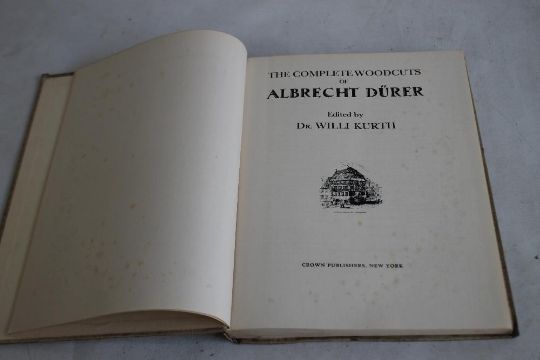 THE COMPLETE WOODCUTS
OF
ALBRECHT DÜRER
Edited by
DR. WILLI KURTH
CROWN PUBLISHERS, NEW YORK